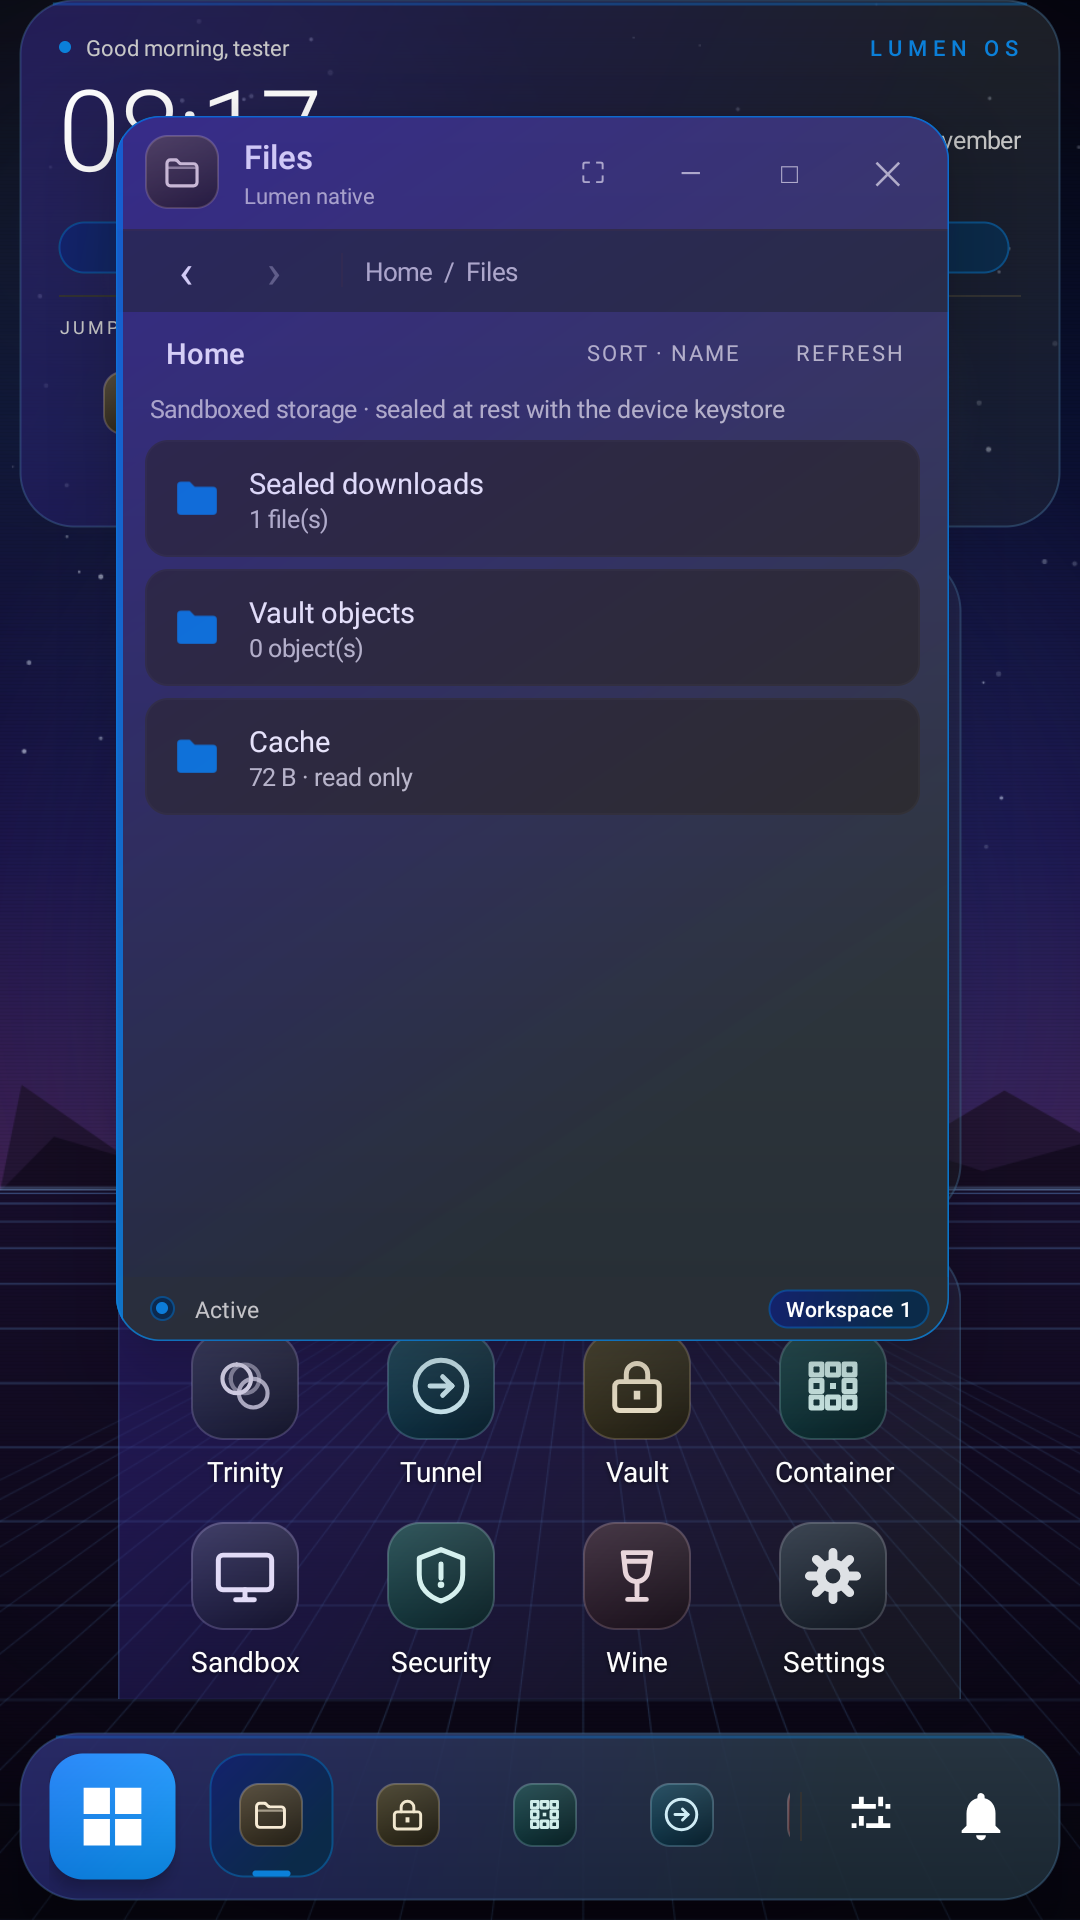 Good morning, tester
LUMEN OS
Files
Lumen native
Home / Files
Home
SORT · NAME
REFRESH
Sandboxed storage · sealed at rest with the device keystore
Sealed downloads
1 file(s)
Vault objects
0 object(s)
Cache
72 B · read only
Active
Workspace 1
Trinity
Tunnel
Vault
Container
Sandbox
Security
Wine
Settings